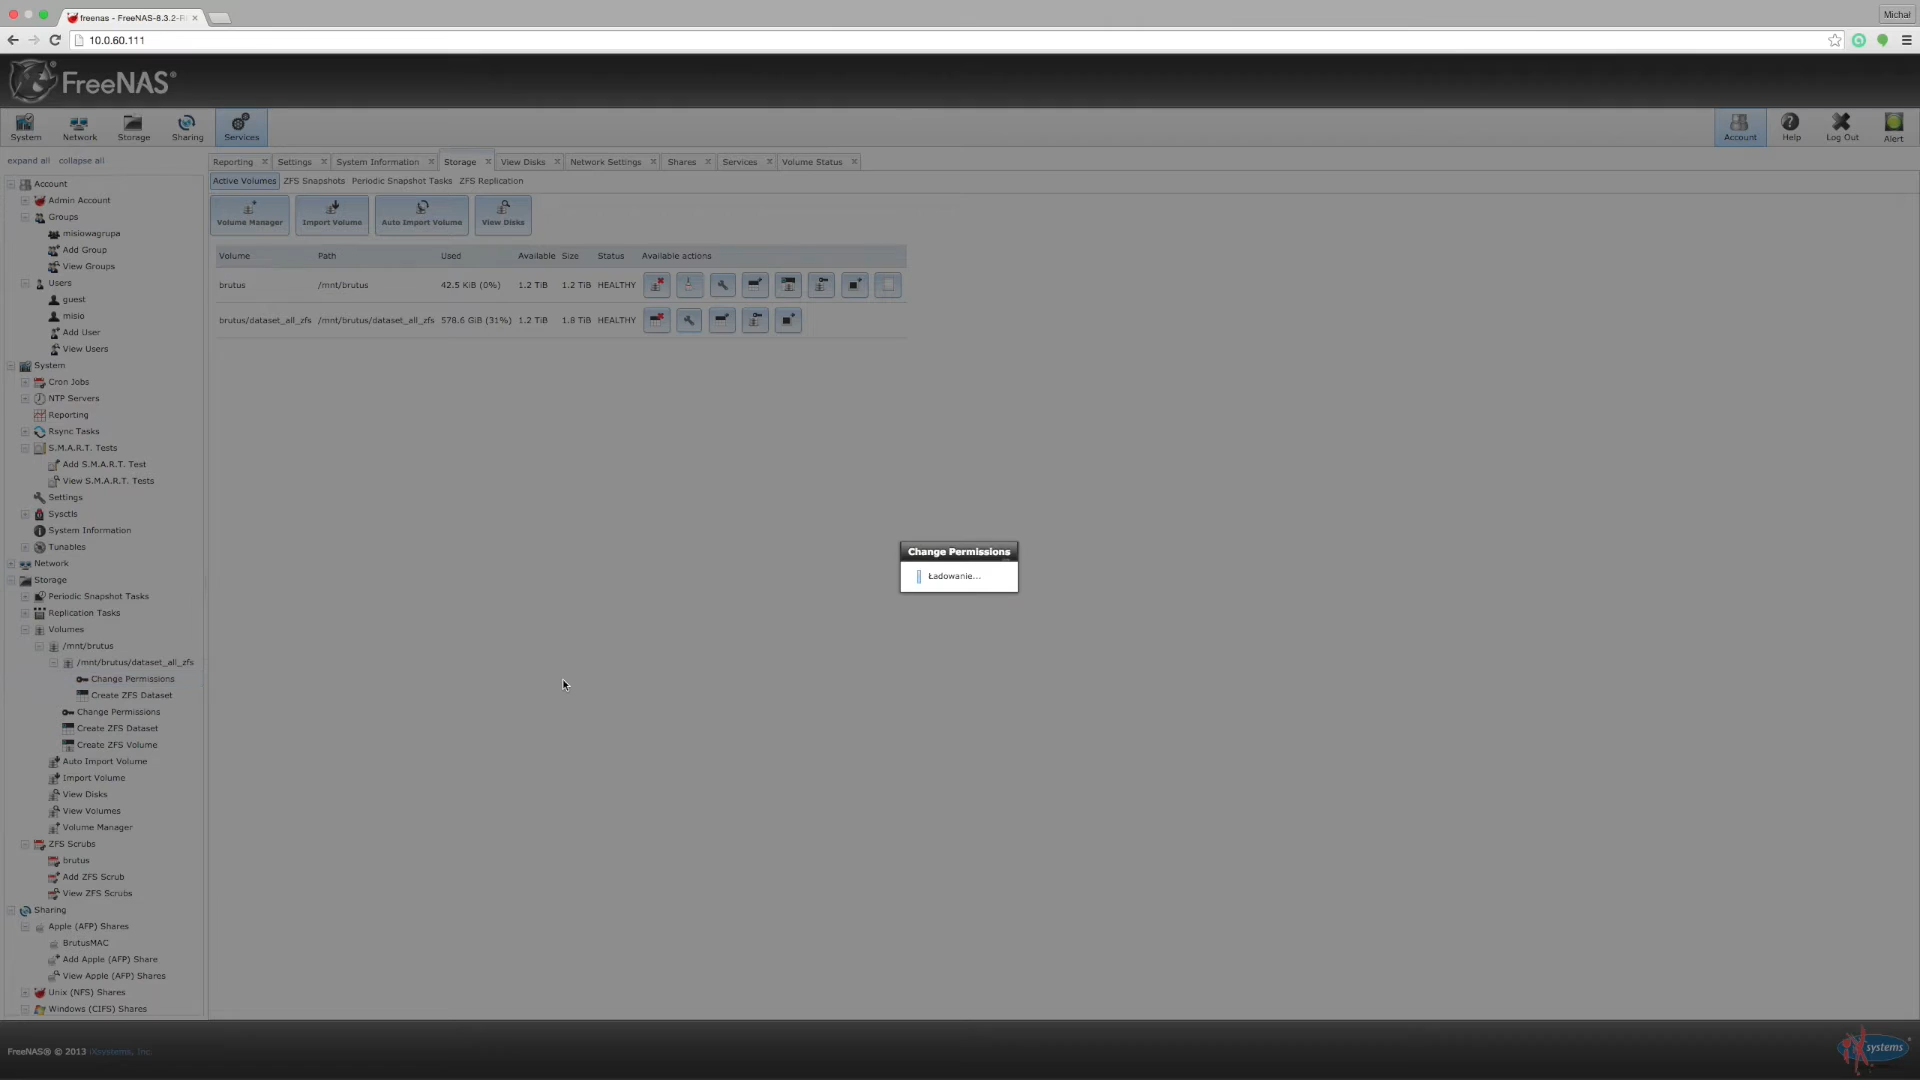 freenas - FreeNAS-8.3.2-R
Michał
10.0.60.111
FreeNAS®
System
Network
Storage
Sharing
Services
Account
Help
Log Out
Alert
expand all
collapse all
Reporting
Settings
System Information
Storage
View Disks
Network Settings
Shares
Services
Volume Status
Active Volumes
ZFS Snapshots
Periodic Snapshot Tasks
ZFS Replication
Volume Manager
Import Volume
Auto Import Volume
View Disks
Volume Path Used Available Size Status Available actions
brutus /mnt/brutus 42.5 KiB (0%) 1.2 TiB 1.2 TiB HEALTHY
brutus/dataset_all_zfs /mnt/brutus/dataset_all_zfs 578.6 GiB (31%) 1.2 TiB 1.8 TiB HEALTHY
Account
Admin Account
Groups
misiowagrupa
Add Group
View Groups
Users
guest
misio
Add User
View Users
System
Cron Jobs
NTP Servers
Reporting
Rsync Tasks
S.M.A.R.T. Tests
Add S.M.A.R.T. Test
View S.M.A.R.T. Tests
Settings
Sysctls
System Information
Tunables
Network
Storage
Periodic Snapshot Tasks
Replication Tasks
Volumes
/mnt/brutus
/mnt/brutus/dataset_all_zfs
Change Permissions
Create ZFS Dataset
Change Permissions
Create ZFS Dataset
Create ZFS Volume
Auto Import Volume
Import Volume
View Disks
View Volumes
Volume Manager
ZFS Scrubs
brutus
Add ZFS Scrub
View ZFS Scrubs
Sharing
Apple (AFP) Shares
BrutusMAC
Add Apple (AFP) Share
View Apple (AFP) Shares
Unix (NFS) Shares
Windows (CIFS) Shares
Change Permissions
Ładowanie...
FreeNAS® © 2013 iXsystems, Inc.
iXsystems